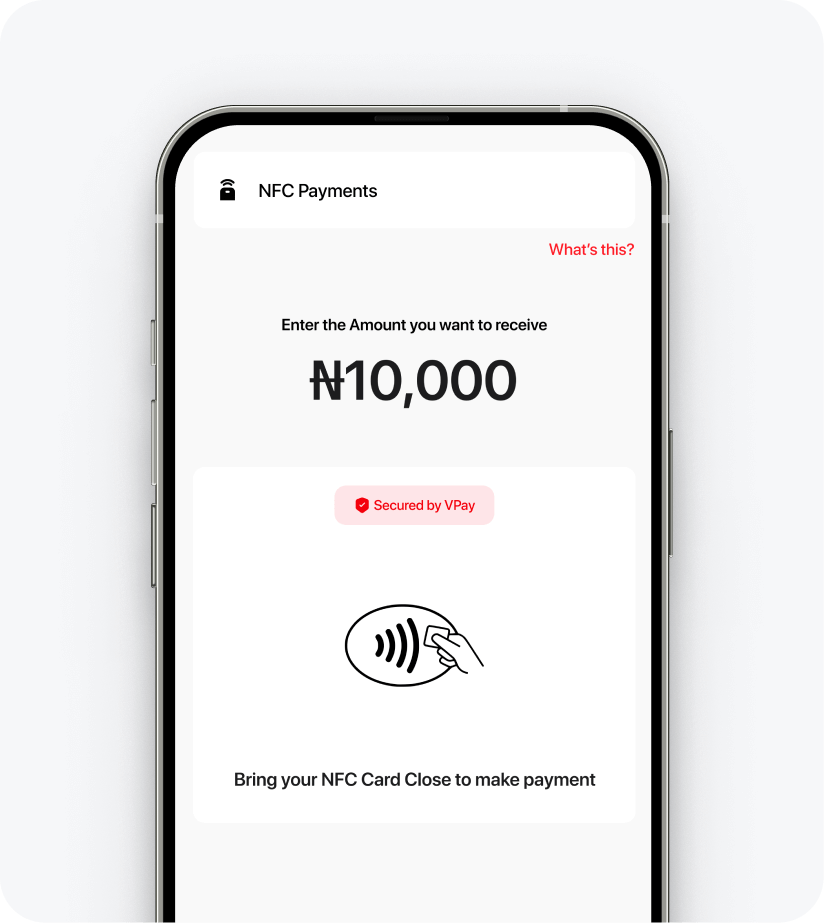 NFC Payments
What's this?
Enter the Amount you want to receive
₦10,000
Secured by VPay
Bring your NFC Card Close to make payment